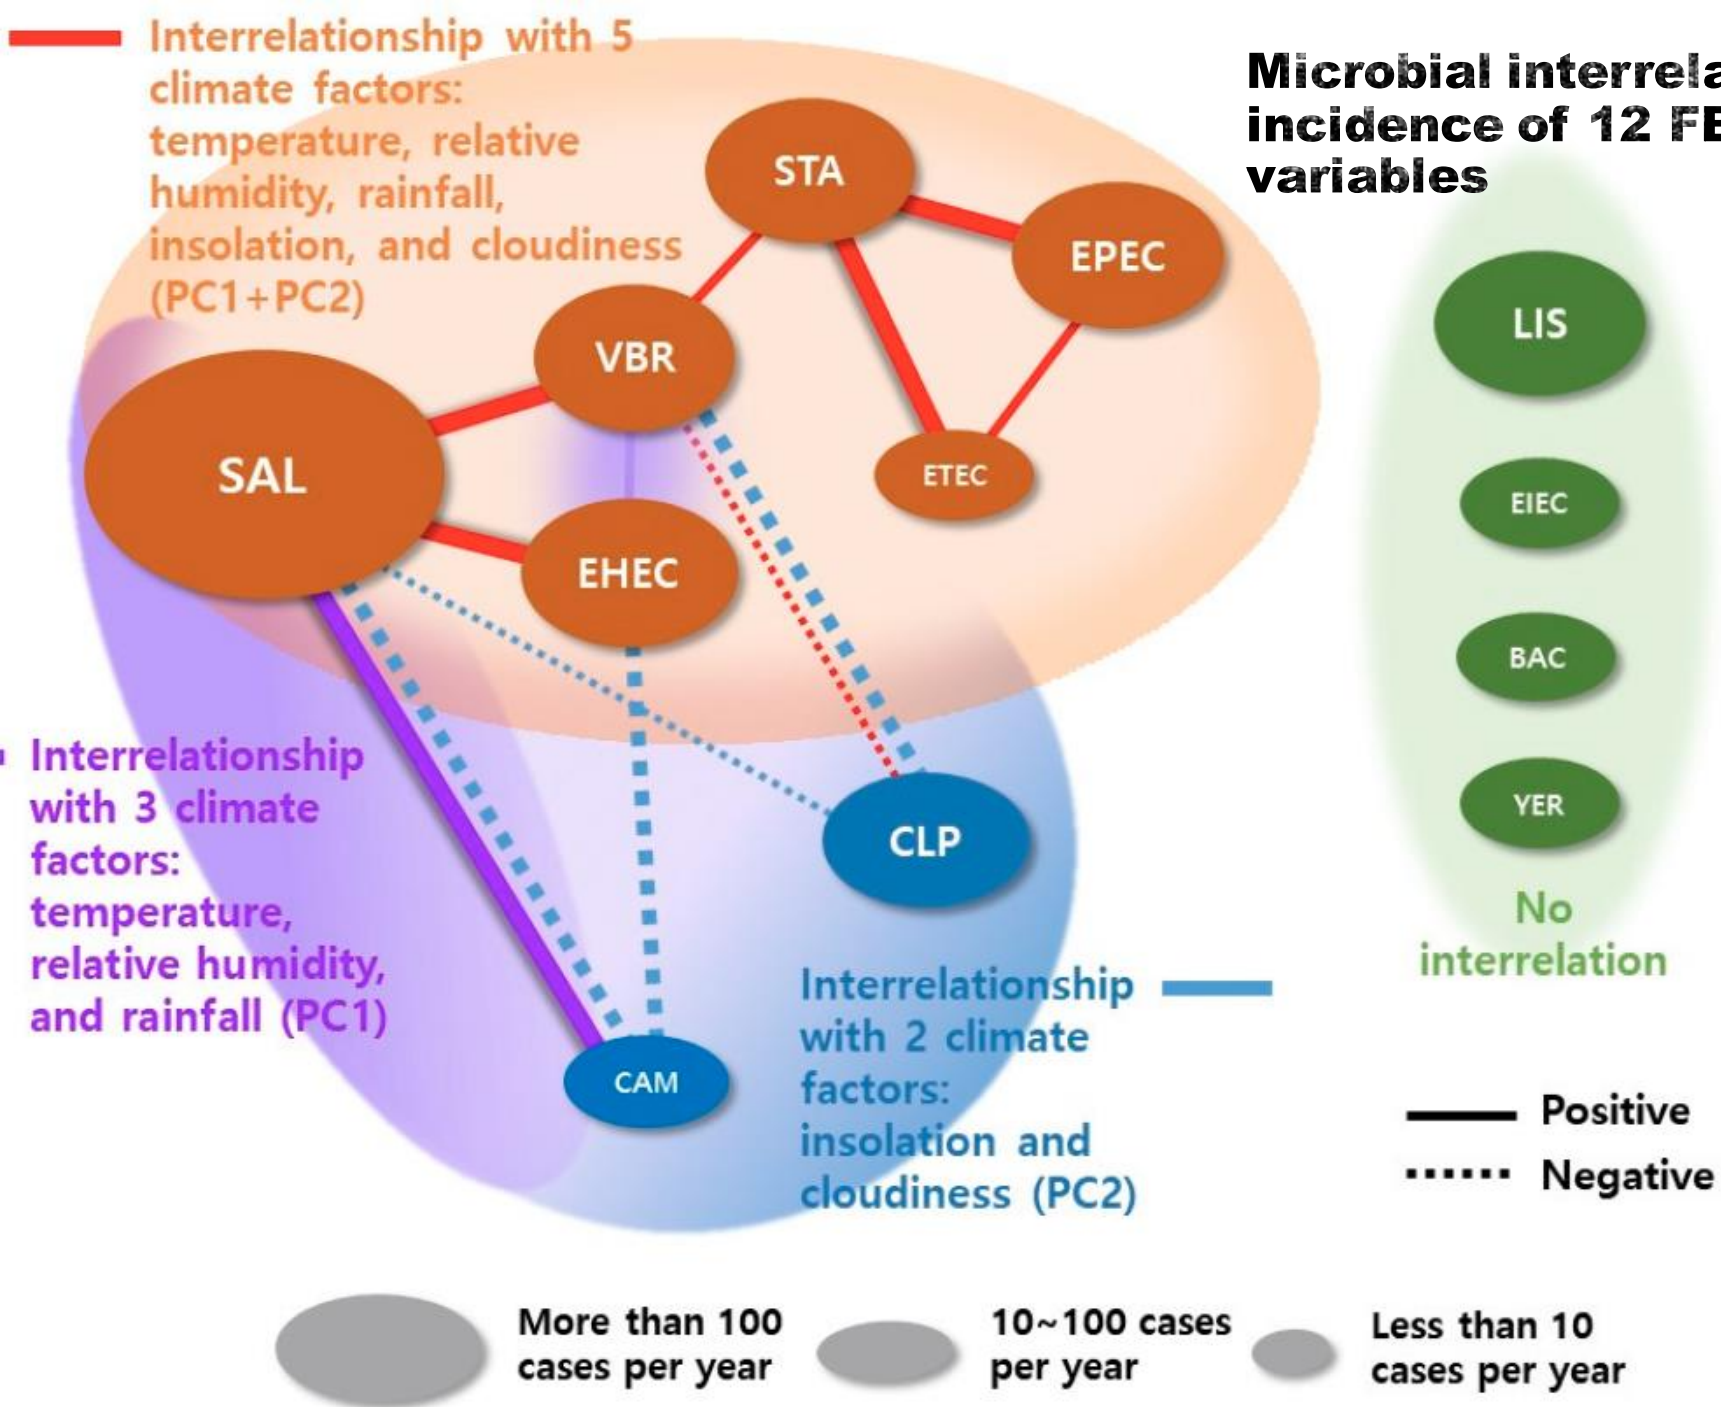 Interrelationship with 5
climate factors:
temperature, relative
humidity, rainfall,
insolation, and cloudiness
(PC1+PC2)
Microbial
incidence of 12
variables
STA
EPEC
VBR
SAL
ETEC
EHEC
LIS
EIEC
BAC
YER
No
interrelation
Interrelationship
with 3 climate
factors:
temperature,
relative humidity,
and rainfall (PC1)
CLP
CAM
Interrelationship
with 2 climate
factors:
insolation and
cloudiness (PC2)
Positive
Negative
More than 100
cases per year
10~100 cases
per year
Less than 10
cases per year